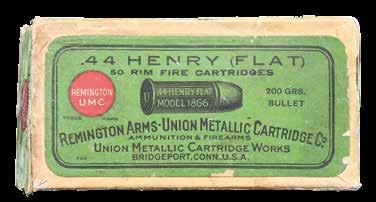 .44 HENRY (FLAT)
50 RIM FIRE CARTRIDGES
REMINGTON
UMC
TRADE MARK
U
.44 HENRY FLAT
MODEL 1866
200 GRS.
BULLET
REMINGTON ARMS-UNION METALLIC CARTRIDGE CO
AMMUNITION & FIREARMS
UNION METALLIC CARTRIDGE WORKS
BRIDGEPORT, CONN. U.S.A.